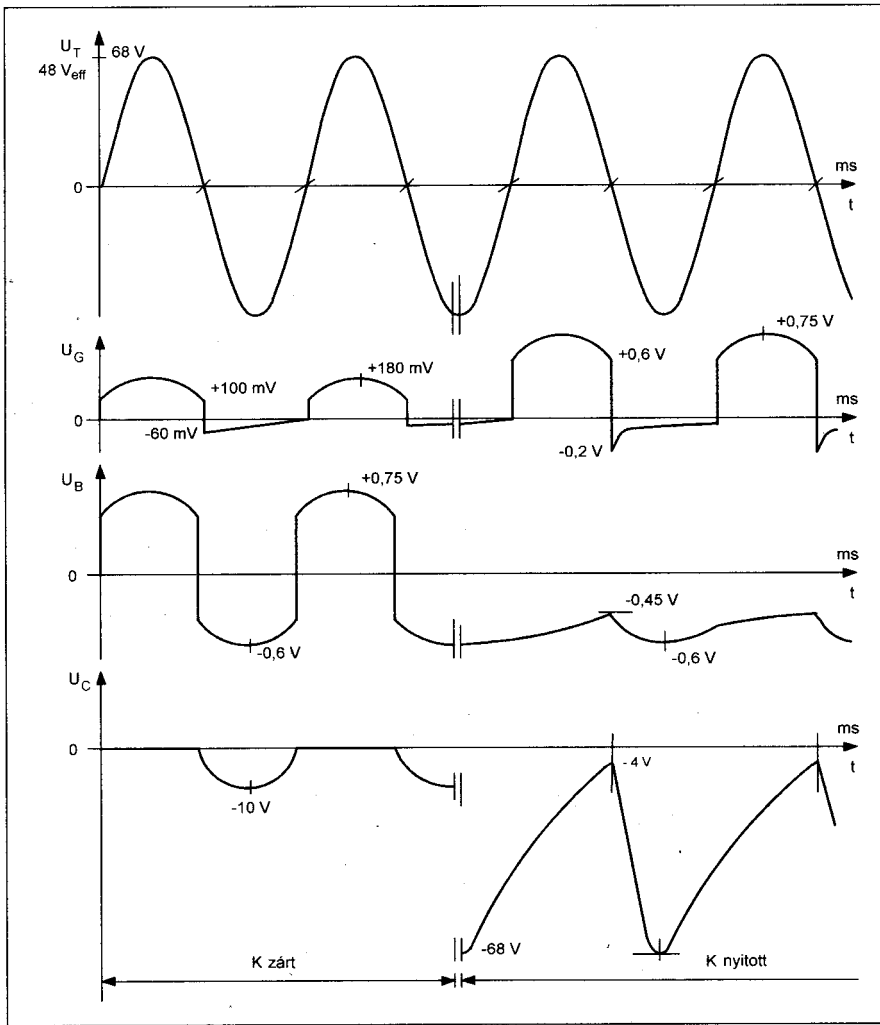 U_T
68 V
48 V_eff
0
ms
t
U_G
+100 mV
+180 mV
+0,6 V
+0,75 V
0
-60 mV
-0,2 V
ms
t
U_B
+0,75 V
0
ms
t
-0,45 V
-0,6 V
-0,6 V
U_C
0
ms
t
-10 V
- 4 V
-68 V
K zárt
K nyitott